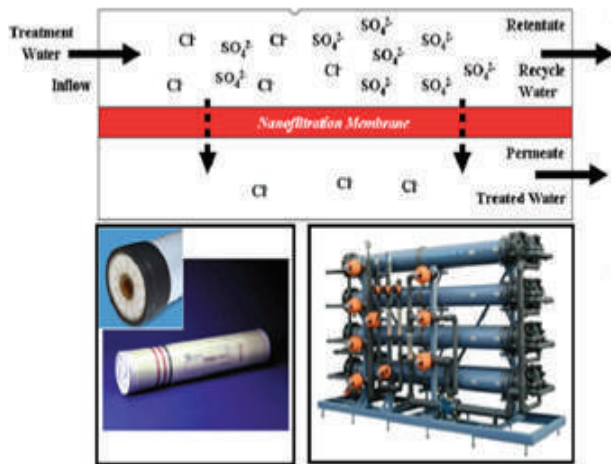 Treatment
Water
Inflow
SO₄²⁻
Cl⁻ SO₄²⁻ Cl⁻ SO₄²⁻ SO₄²⁻
SO₄²⁻
SO₄²⁻ Cl⁻ SO₄²⁻
Cl⁻ Cl⁻ SO₄²⁻ SO₄²⁻
Retentate
Recycle
Water
Nanofiltration Membrane
Permeate
Cl⁻ Cl⁻ Cl⁻
Treated Water